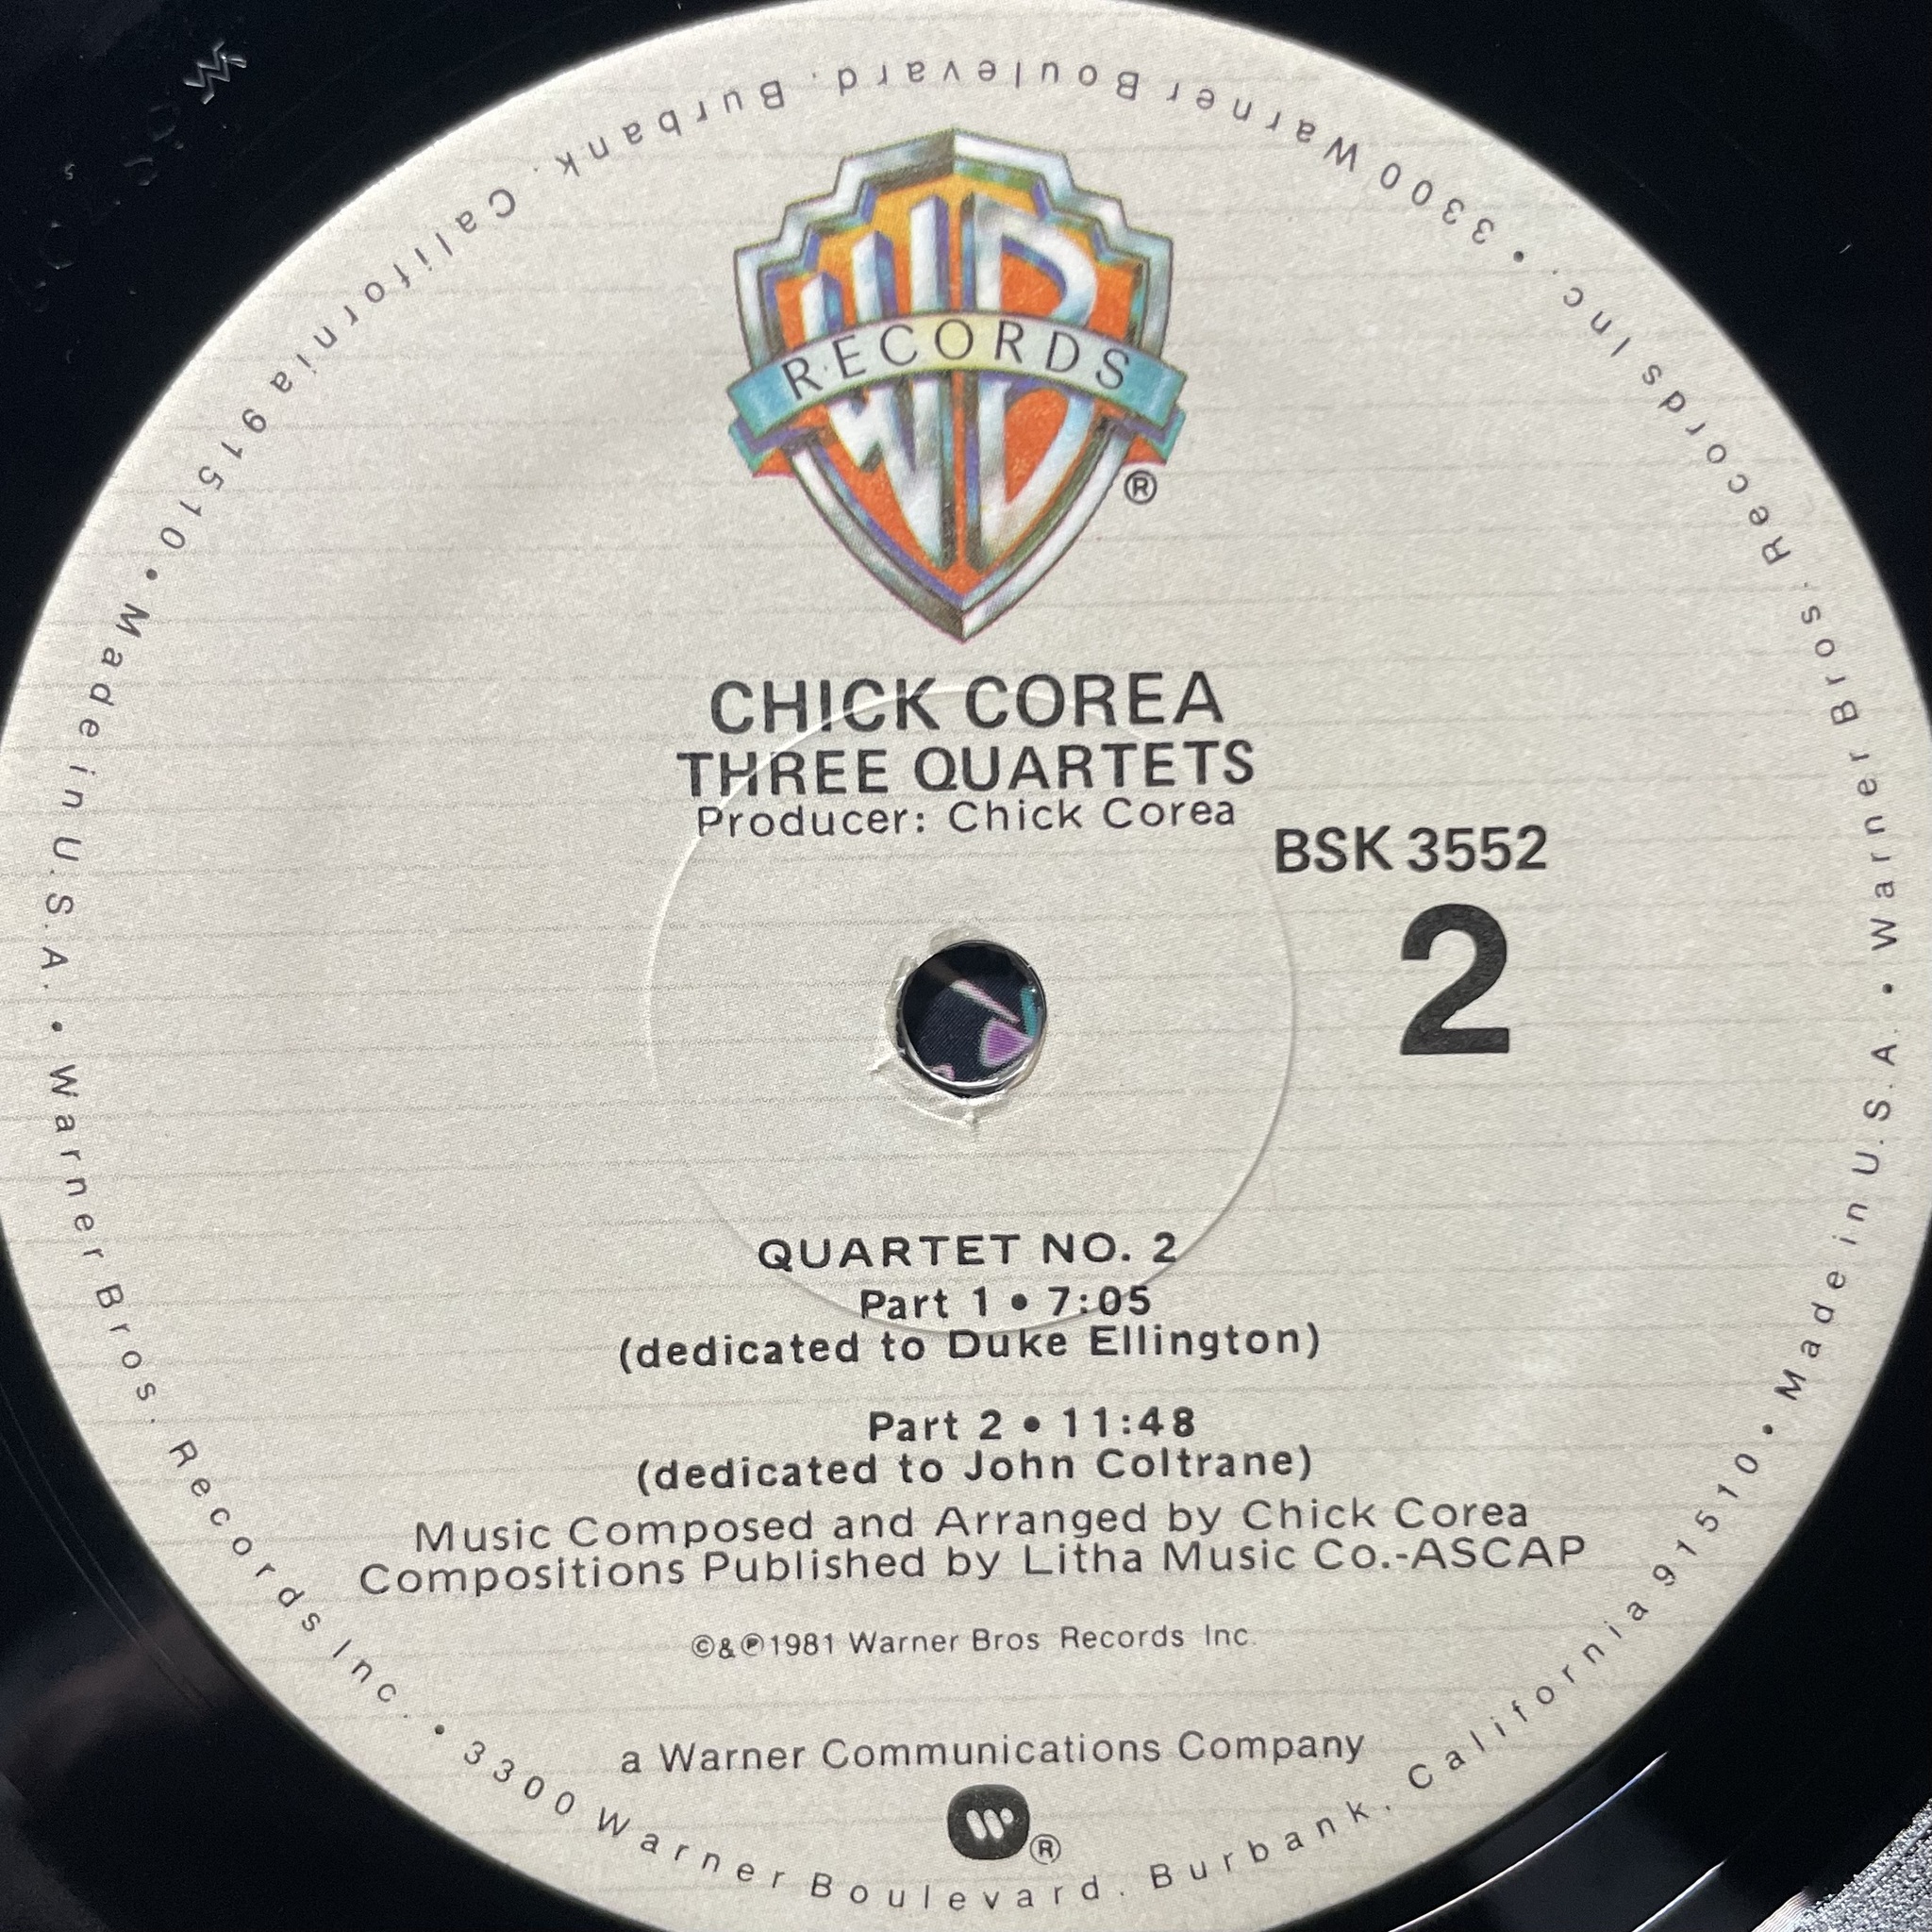 WB
RECORDS
®
CHICK COREA
THREE QUARTETS
Producer: Chick Corea
BSK 3552
2
QUARTET NO. 2
Part 1 • 7:05
(dedicated to Duke Ellington)
Part 2 • 11:48
(dedicated to John Coltrane)
Music Composed and Arranged by Chick Corea
Compositions Published by Litha Music Co.-ASCAP
©&℗1981 Warner Bros Records Inc.
a Warner Communications Company
®
• Warner Bros. Records Inc. • 3300 Warner Boulevard. Burbank. California 91510 • Made in U.S.A. • Warner Bros. Records Inc. • 3300 Warner Boulevard. Burbank. California 91510 • Made in U.S.A.